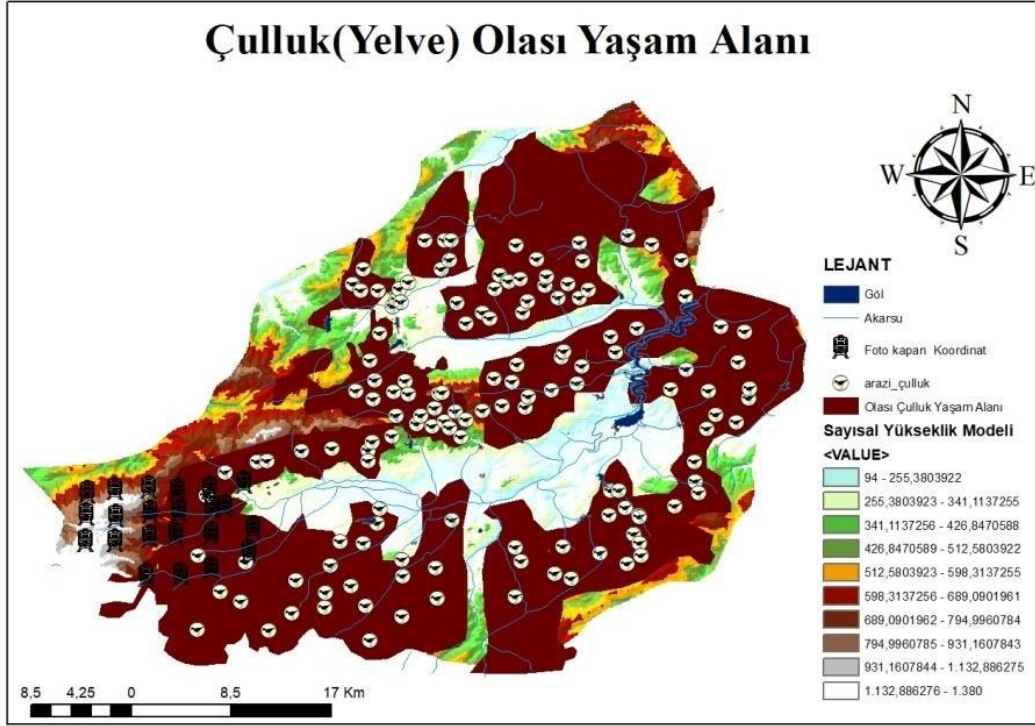 Çulluk(Yelve) Olası Yaşam Alanı
N
W E
S
LEJANT
Göl
Akarsu
Foto kapan Koordinat
arazi_çulluk
Olası Çulluk Yaşam Alanı
Sayısal Yükseklik Modeli
<VALUE>
94 - 255,3803922
255,3803923 - 341,1137255
341,1137256 - 426,8470588
426,8470589 - 512,5803922
512,5803923 - 598,3137255
598,3137256 - 689,0901961
689,0901962 - 794,9960784
794,9960785 - 931,1607843
931,1607844 - 1.132,886275
1.132,886276 - 1.380
8,5 4,25 0 8,5 17 Km